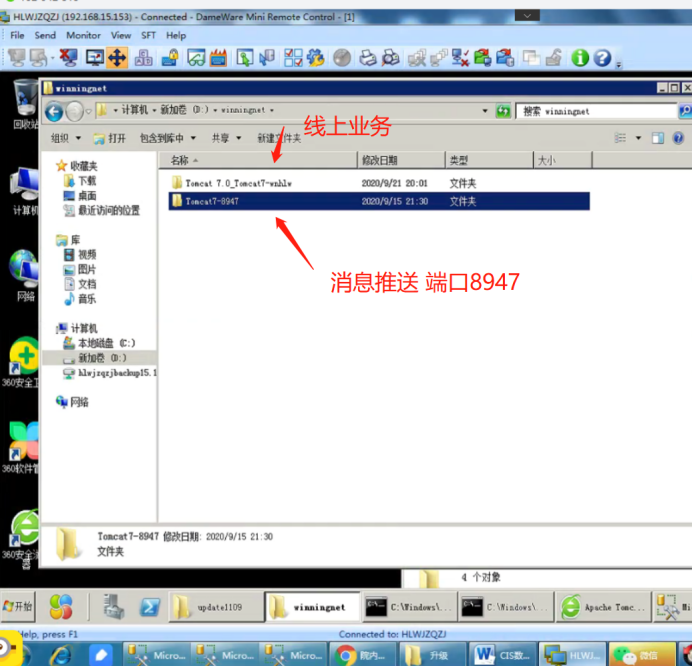 HLWJZQZJ (192.168.15.153) - Connected - DameWare Mini Remote Control - [1]
File Send Monitor View SFT Help
winningnet
计算机 新加卷 (D:) winningnet
搜索 winningnet
组织 打开 包含到库中 共享 新建文件夹
线上业务
名称 修改日期 类型 大小
Tomcat 7.0_Tomcat7-wnhlw 2020/9/21 20:01 文件夹
Tomcat7-8947 2020/9/15 21:30 文件夹
消息推送 端口8947
收藏夹
下载
桌面
最近访问的位置
库
视频
图片
文档
音乐
计算机
本地磁盘 (C:)
新加卷 (D:)
hlwjzqzjbackup15.1
网络
回收站
计算机
网络
360安全卫
360软件管
360安全浏
器
Tomcat7-8947 修改日期: 2020/9/15 21:30
文件夹
4 个对象
开始 update1109 winningnet C:\Windows\... C:\Windows\... Apache Tomc... Mi
Help, press F1 Connected to: HLWJZQZJ
Micro... Micro... Micro... 院内... 升级 CIS数... HLWJ... 微信